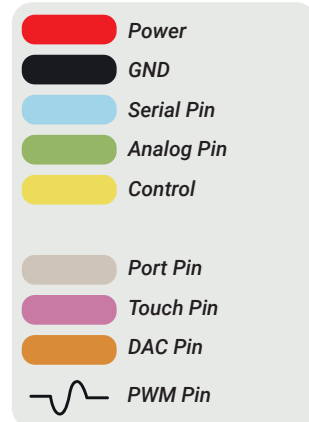 Power
GND
Serial Pin
Analog Pin
Control
Port Pin
Touch Pin
DAC Pin
PWM Pin